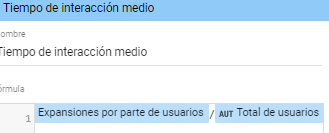 Tiempo de interacción medio
ombre
Tiempo de interacción medio
órmula
1 Expansiones por parte de usuarios / AUT Total de usuarios